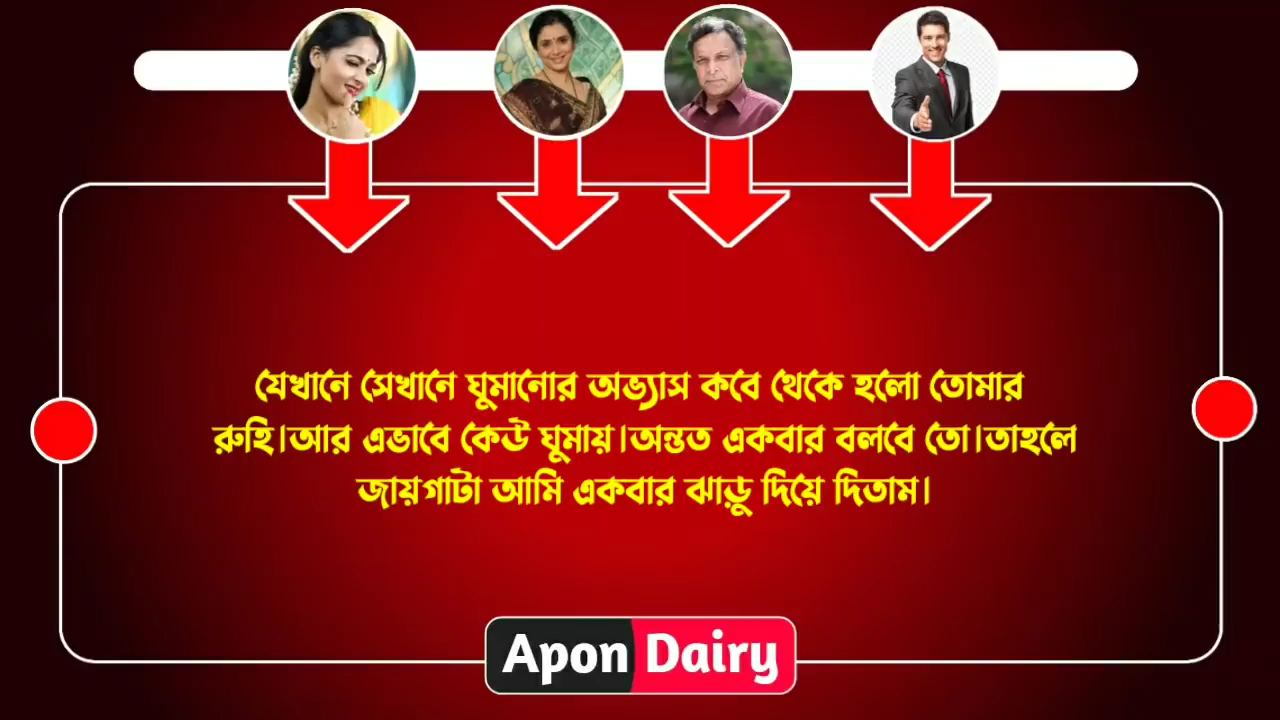 যেখানে সেখানে ঘুমানোর অভ্যাস কবে থেকে হলো তোমার
রুহি।আর এভাবে কেউ ঘুমায়।অন্তত একবার বলবে তো।তাহলে
জায়গাটা আমি একবার ঝাড়ু দিয়ে দিতাম।
Apon Dairy